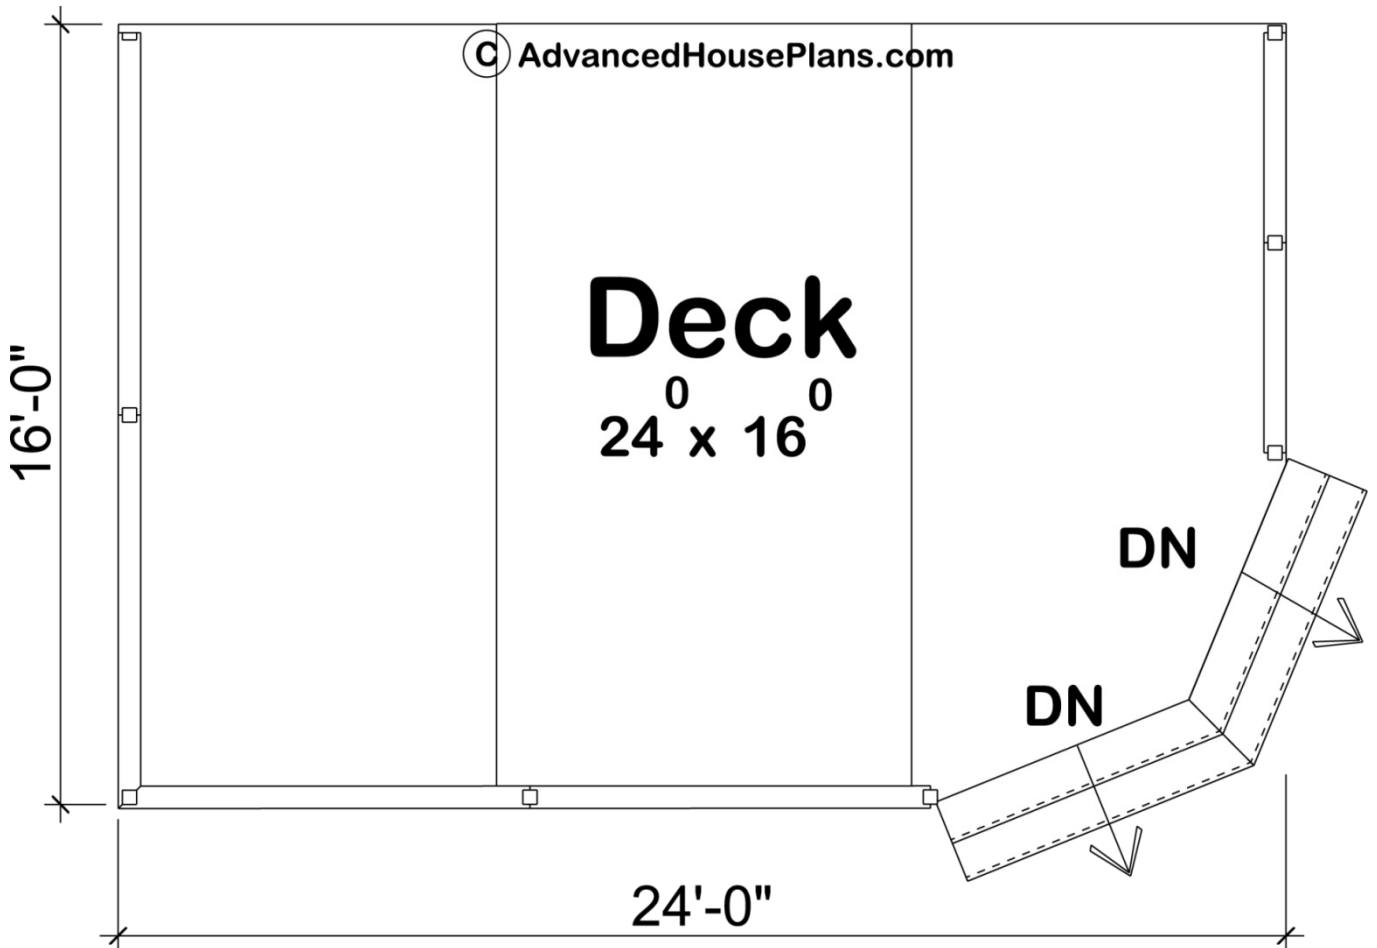 © AdvancedHousePlans.com
Deck
24⁰ x 16⁰
16'-0"
DN
DN
24'-0"